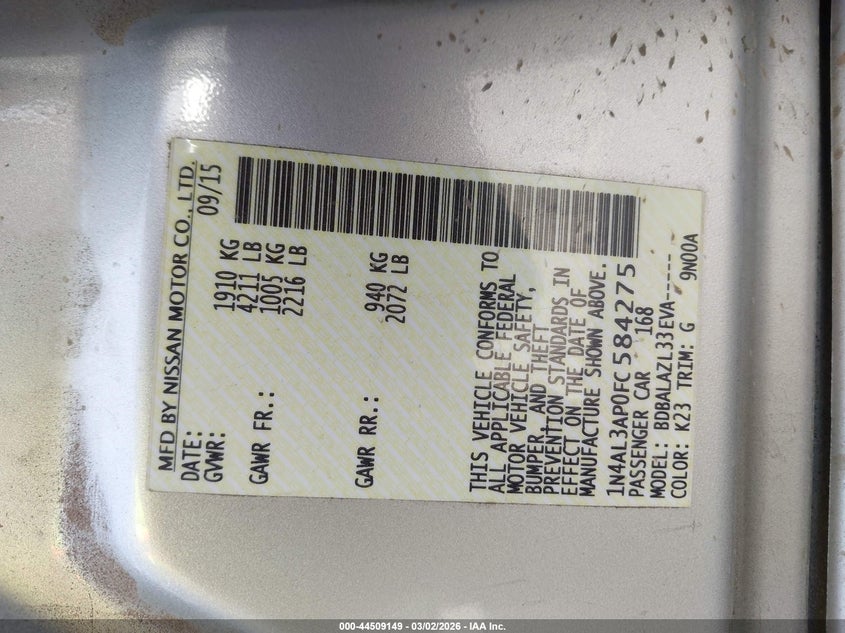 MFD BY NISSAN MOTOR CO., LTD.
DATE: 09/15
GVWR: 1910 KG
4211 LB
GAWR FR.: 1005 KG
2216 LB
GAWR RR.: 940 KG
2072 LB
THIS VEHICLE CONFORMS TO
ALL APPLICABLE FEDERAL
MOTOR VEHICLE SAFETY,
BUMPER, AND THEFT
PREVENTION STANDARDS IN
EFFECT ON THE DATE OF
MANUFACTURE SHOWN ABOVE.
1N4AL3AP0FC584275
PASSENGER CAR 168
MODEL: BDBALAZL33EVA-----
COLOR: K23 TRIM: G 9N00A
000-44509149 - 03/02/2026 - IAA Inc.